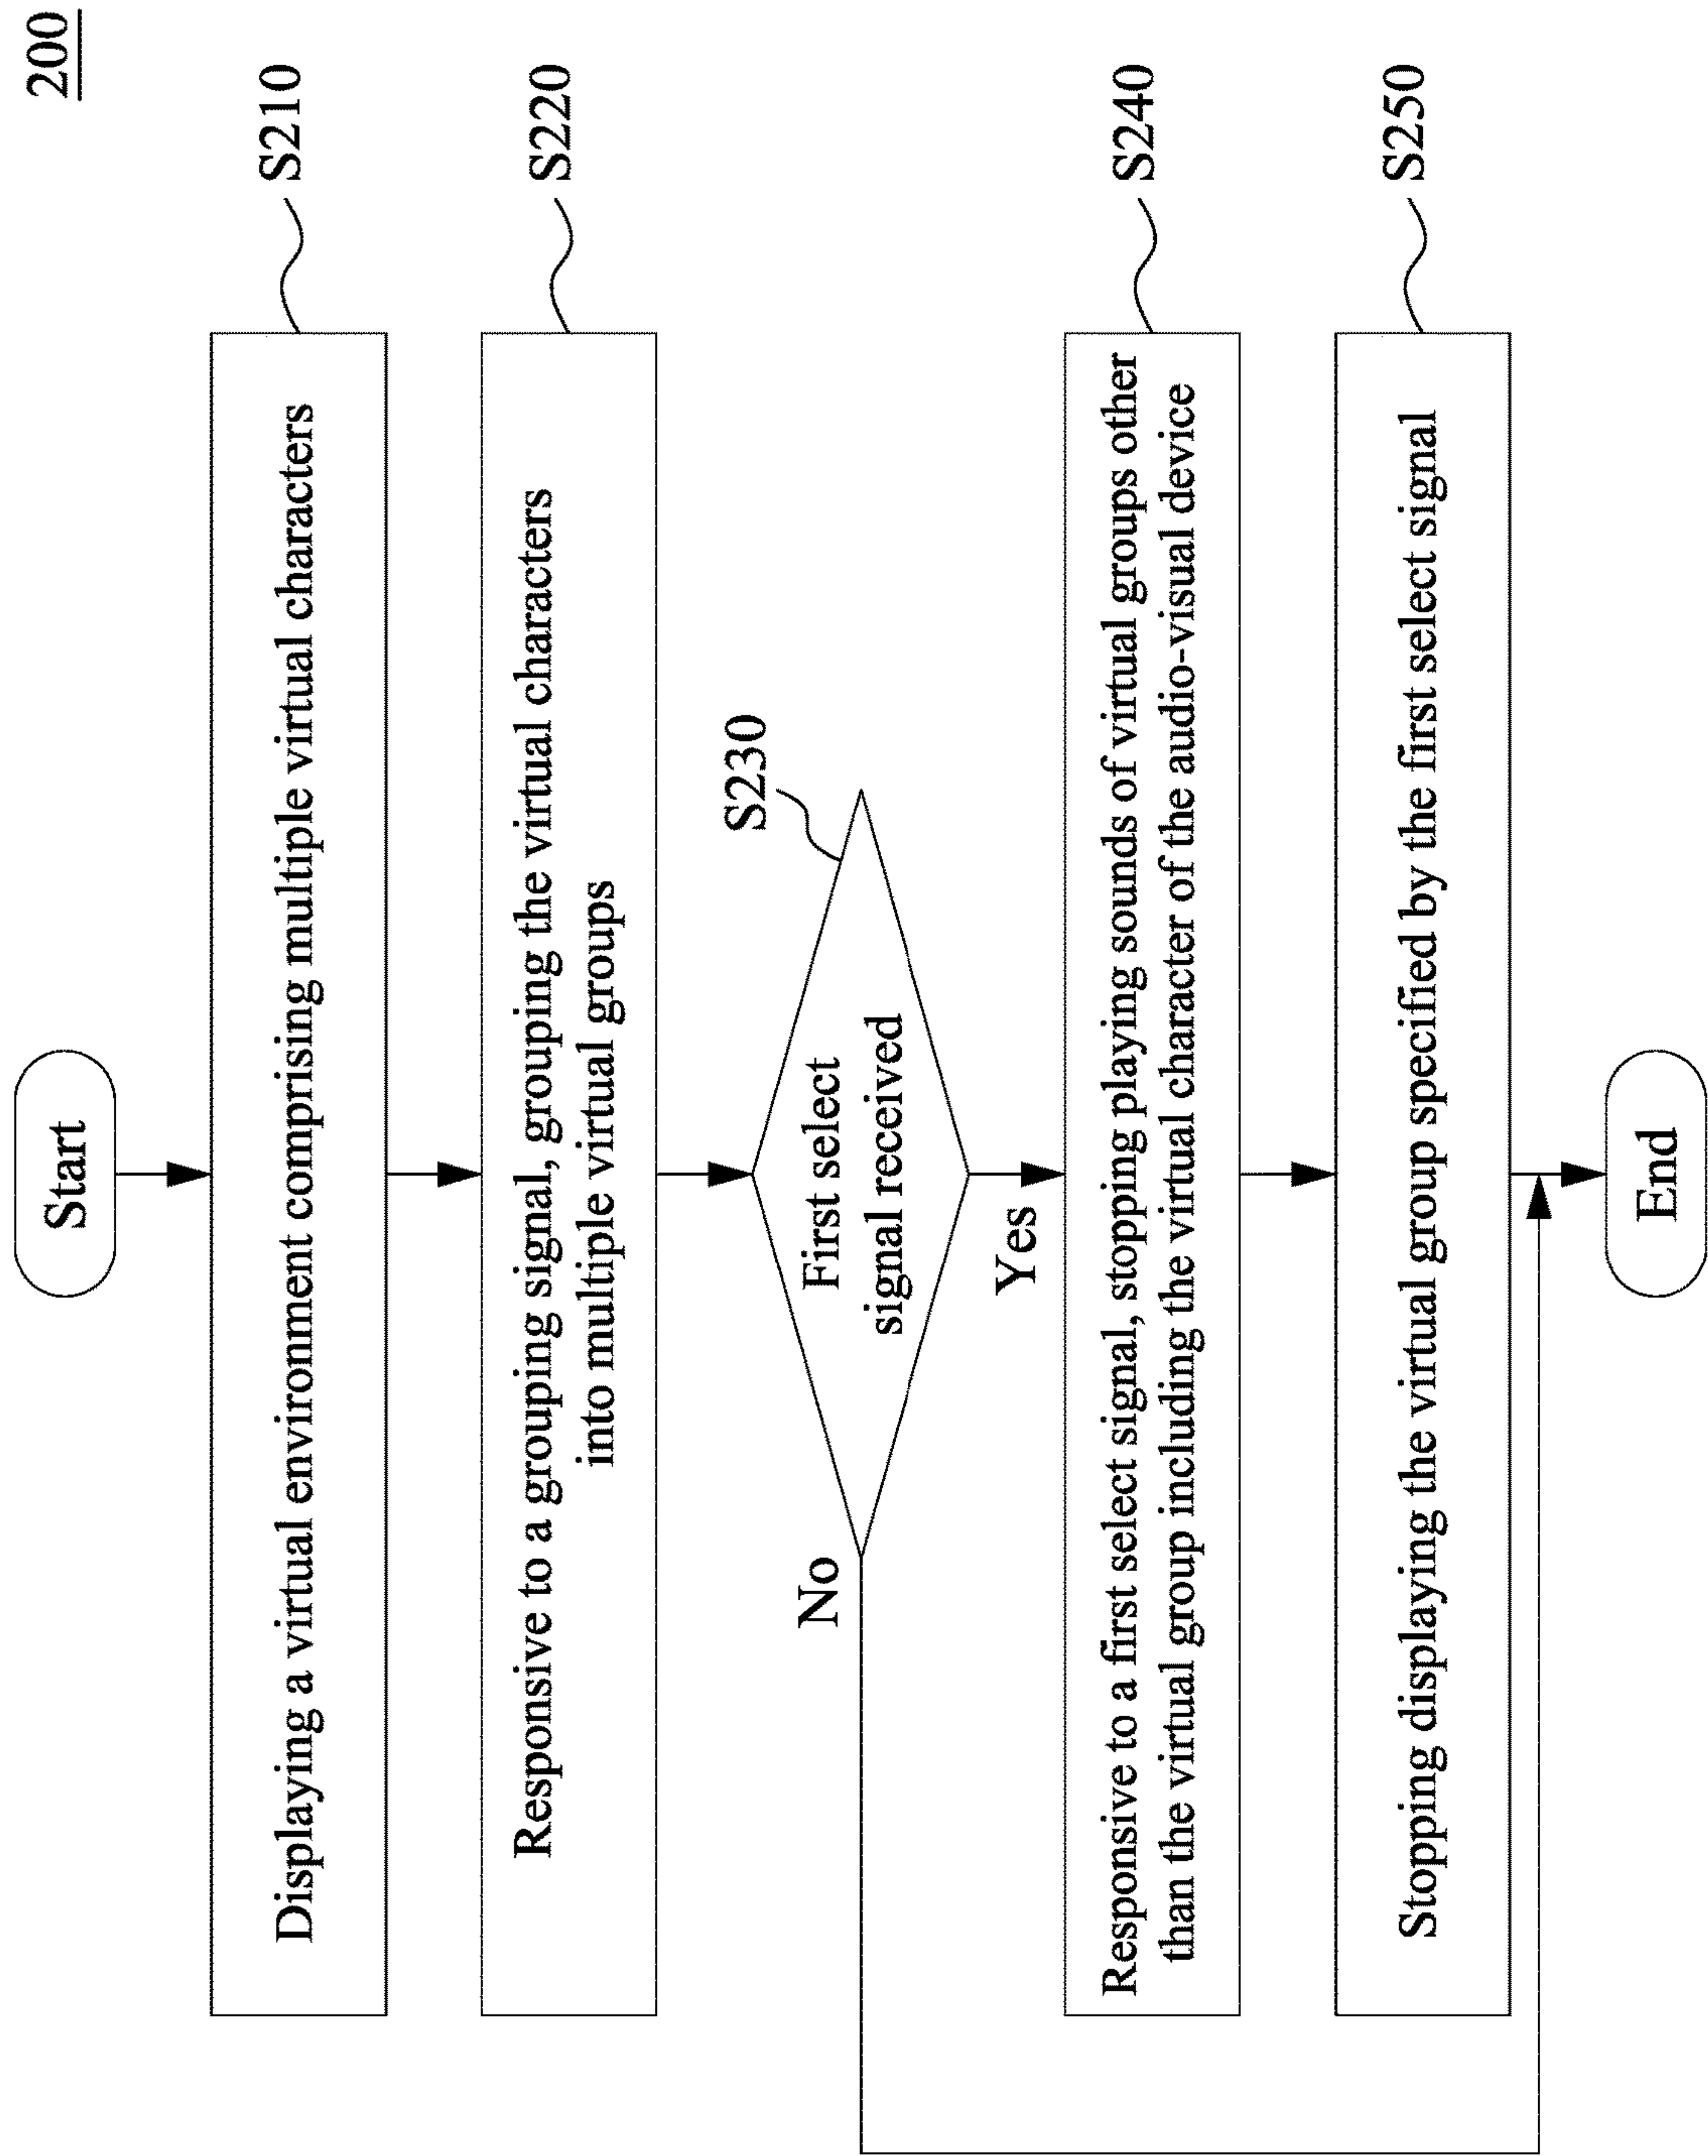 200
Start
Displaying a virtual environment comprising multiple virtual characters
S210
Responsive to a grouping signal, grouping the virtual characters
into multiple virtual groups
S220
First select
signal received
S230
No
Yes
Responsive to a first select signal, stopping playing sounds of virtual groups other
than the virtual group including the virtual character of the audio-visual device
S240
Stopping displaying the virtual group specified by the first select signal
S250
End